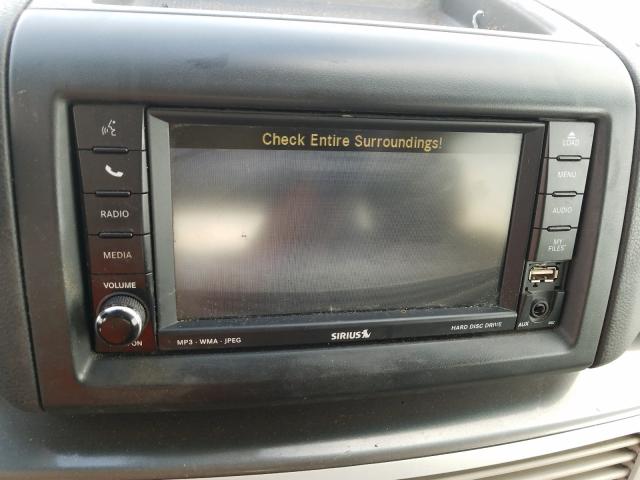 Check Entire Surroundings!
LOAD
MENU
RADIO
AUDIO
MEDIA
MY
FILES
VOLUME
MP3 - WMA - JPEG
SIRIUS
HARD DISC DRIVE
AUX